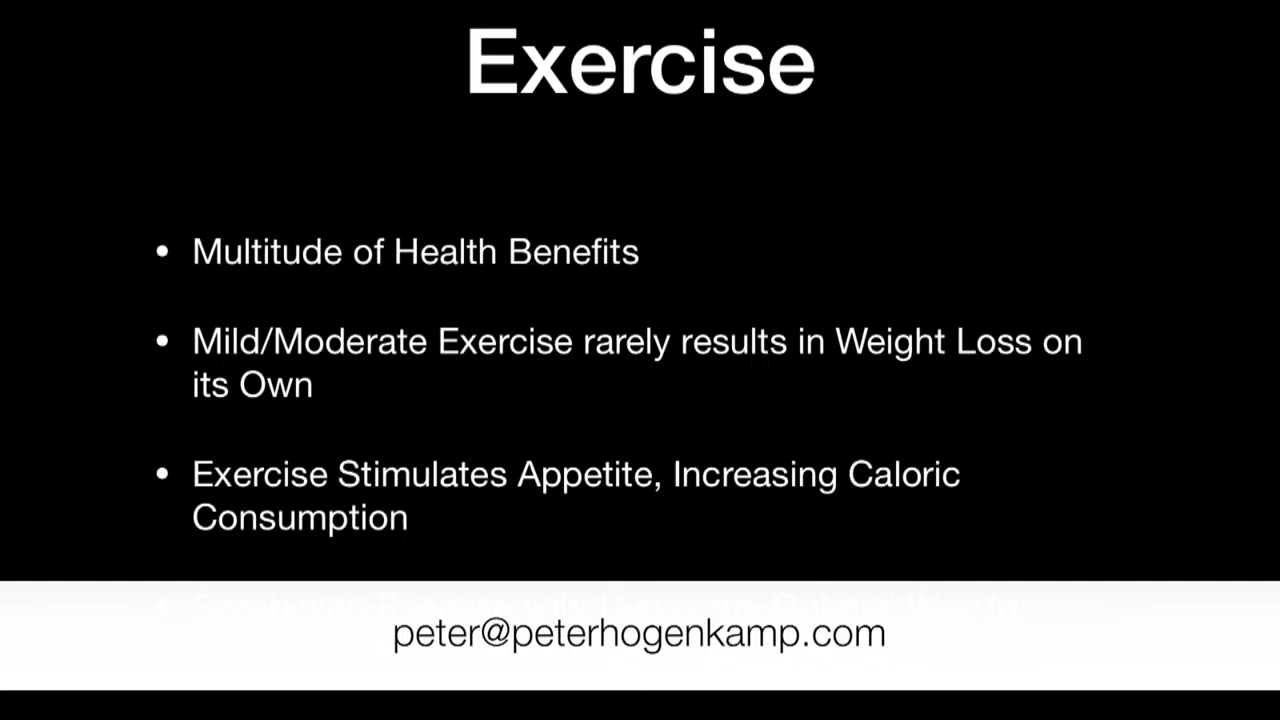 Exercise
• Multitude of Health Benefits
• Mild/Moderate Exercise rarely results in Weight Loss on
its Own
• Exercise Stimulates Appetite, Increasing Caloric
Consumption
peter@peterhogenkamp.com